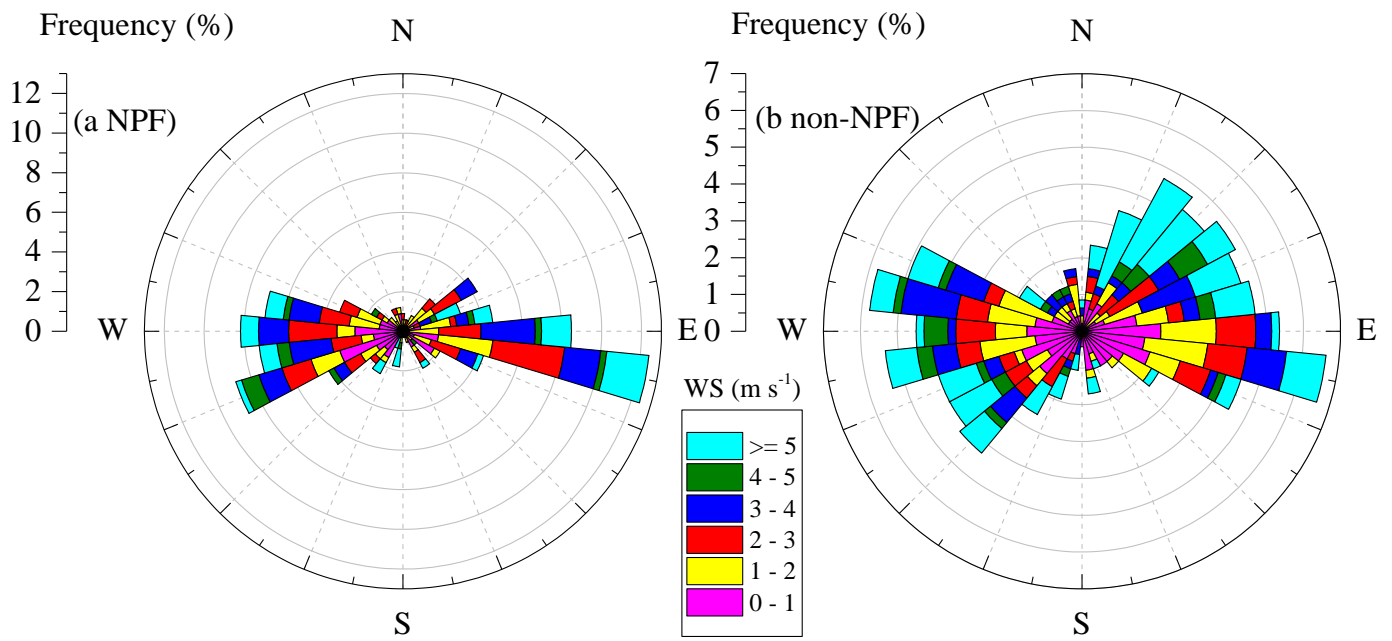 Frequency (%)
N
(a NPF)
12
10
8
6
4
2
0
W
E
S
Frequency (%)
N
(b non-NPF)
7
6
5
4
3
2
1
0
W
E
S
WS (m s⁻¹)
>= 5
4 - 5
3 - 4
2 - 3
1 - 2
0 - 1